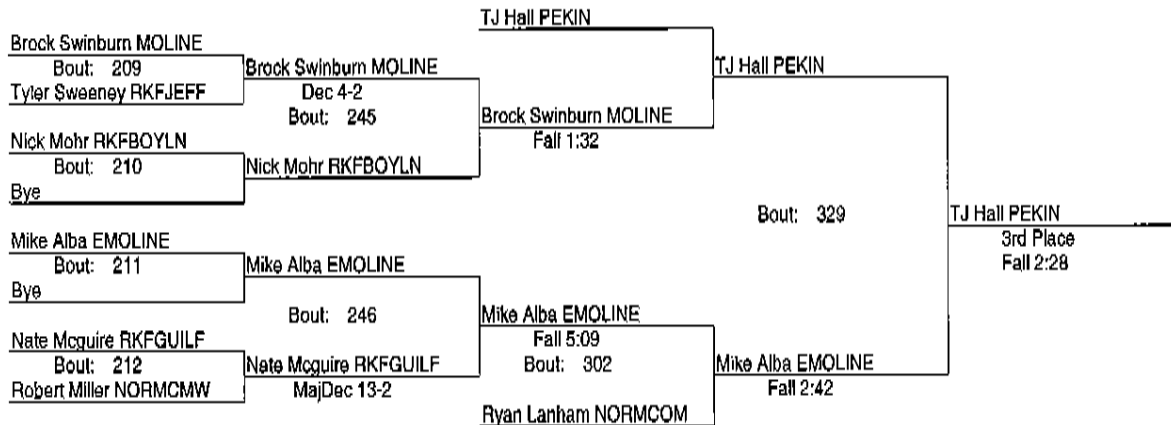 TJ Hall PEKIN
Brock Swinburn MOLINE
Bout: 209
Tyler Sweeney RKFJEFF
Brock Swinburn MOLINE
Dec 4-2
Bout: 245
TJ Hall PEKIN
Brock Swinburn MOLINE
Fall 1:32
Nick Mohr RKFBOYLN
Bout: 210
Bye
Nick Mohr RKFBOYLN
Bout: 329
TJ Hall PEKIN
3rd Place
Fall 2:28
Mike Alba EMOLINE
Bout: 211
Bye
Mike Alba EMOLINE
Bout: 246
Mike Alba EMOLINE
Fall 5:09
Bout: 302
Nate Mcguire RKFGUILF
Bout: 212
Robert Miller NORMCMW
Nate Mcguire RKFGUILF
MajDec 13-2
Mike Alba EMOLINE
Fall 2:42
Ryan Lanham NORMCOM